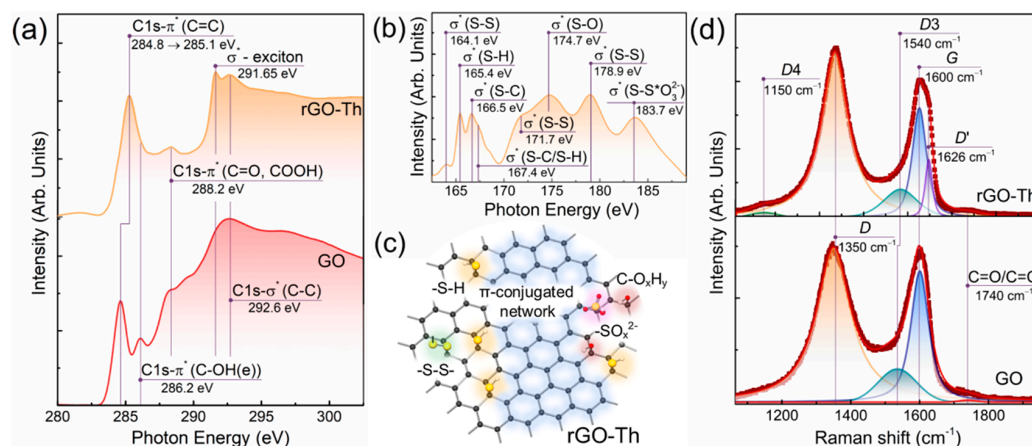 (a)
C1s-π*(C=C)
284.8 → 285.1 eV
σ* - exciton
291.65 eV
rGO-Th
C1s-π*(C=O, COOH)
288.2 eV
GO
C1s-σ*(C-C)
292.6 eV
C1s-π*(C-OH(e))
286.2 eV
Intensity (Arb. Units)
280 285 290 295 300
Photon Energy (eV)
(b)
σ*(S-S)
164.1 eV
σ*(S-H)
165.4 eV
σ*(S-C)
166.5 eV
σ*(S-O)
174.7 eV
σ*(S-S)
178.9 eV
σ*(S-S*O₃²⁻)
183.7 eV
σ*(S-S)
171.7 eV
σ*(S-C/S-H)
167.4 eV
Intensity (Arb. Units)
165 170 175 180 185
Photon Energy (eV)
(c)
-S-H
π-conjugated
network
C-OₓHᵧ
-SOₓ²⁻
-S-S-
rGO-Th
(d)
D3
1540 cm⁻¹
D4
1150 cm⁻¹
G
1600 cm⁻¹
D'
1626 cm⁻¹
rGO-Th
D
1350 cm⁻¹
C=O/C=C
1740 cm⁻¹
GO
Intensity (Arb. Units)
1200 1400 1600 1800
Raman shift (cm⁻¹)